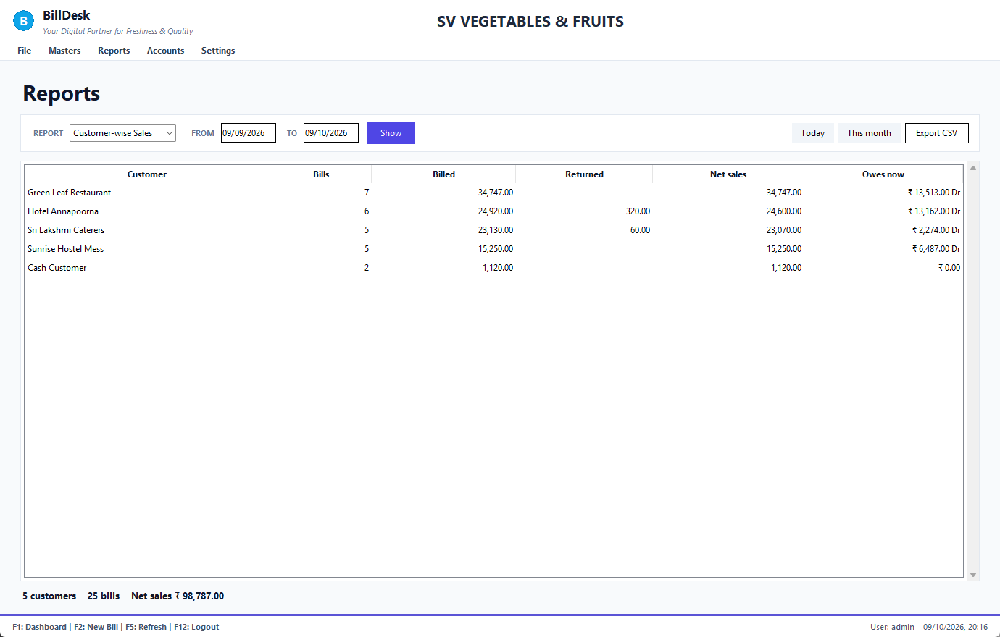 B BillDesk
Your Digital Partner for Freshness & Quality
SV VEGETABLES & FRUITS
File Masters Reports Accounts Settings
Reports
REPORT Customer-wise Sales FROM 09/09/2026 TO 09/10/2026 Show Today This month Export CSV
Customer Bills Billed Returned Net sales Owes now
Green Leaf Restaurant 7 34,747.00 34,747.00 ₹ 13,513.00 Dr
Hotel Annapoorna 6 24,920.00 320.00 24,600.00 ₹ 13,162.00 Dr
Sri Lakshmi Caterers 5 23,130.00 60.00 23,070.00 ₹ 2,274.00 Dr
Sunrise Hostel Mess 5 15,250.00 15,250.00 ₹ 6,487.00 Dr
Cash Customer 2 1,120.00 1,120.00 ₹ 0.00
5 customers 25 bills Net sales ₹ 98,787.00
F1: Dashboard | F2: New Bill | F5: Refresh | F12: Logout User: admin 09/10/2026, 20:16